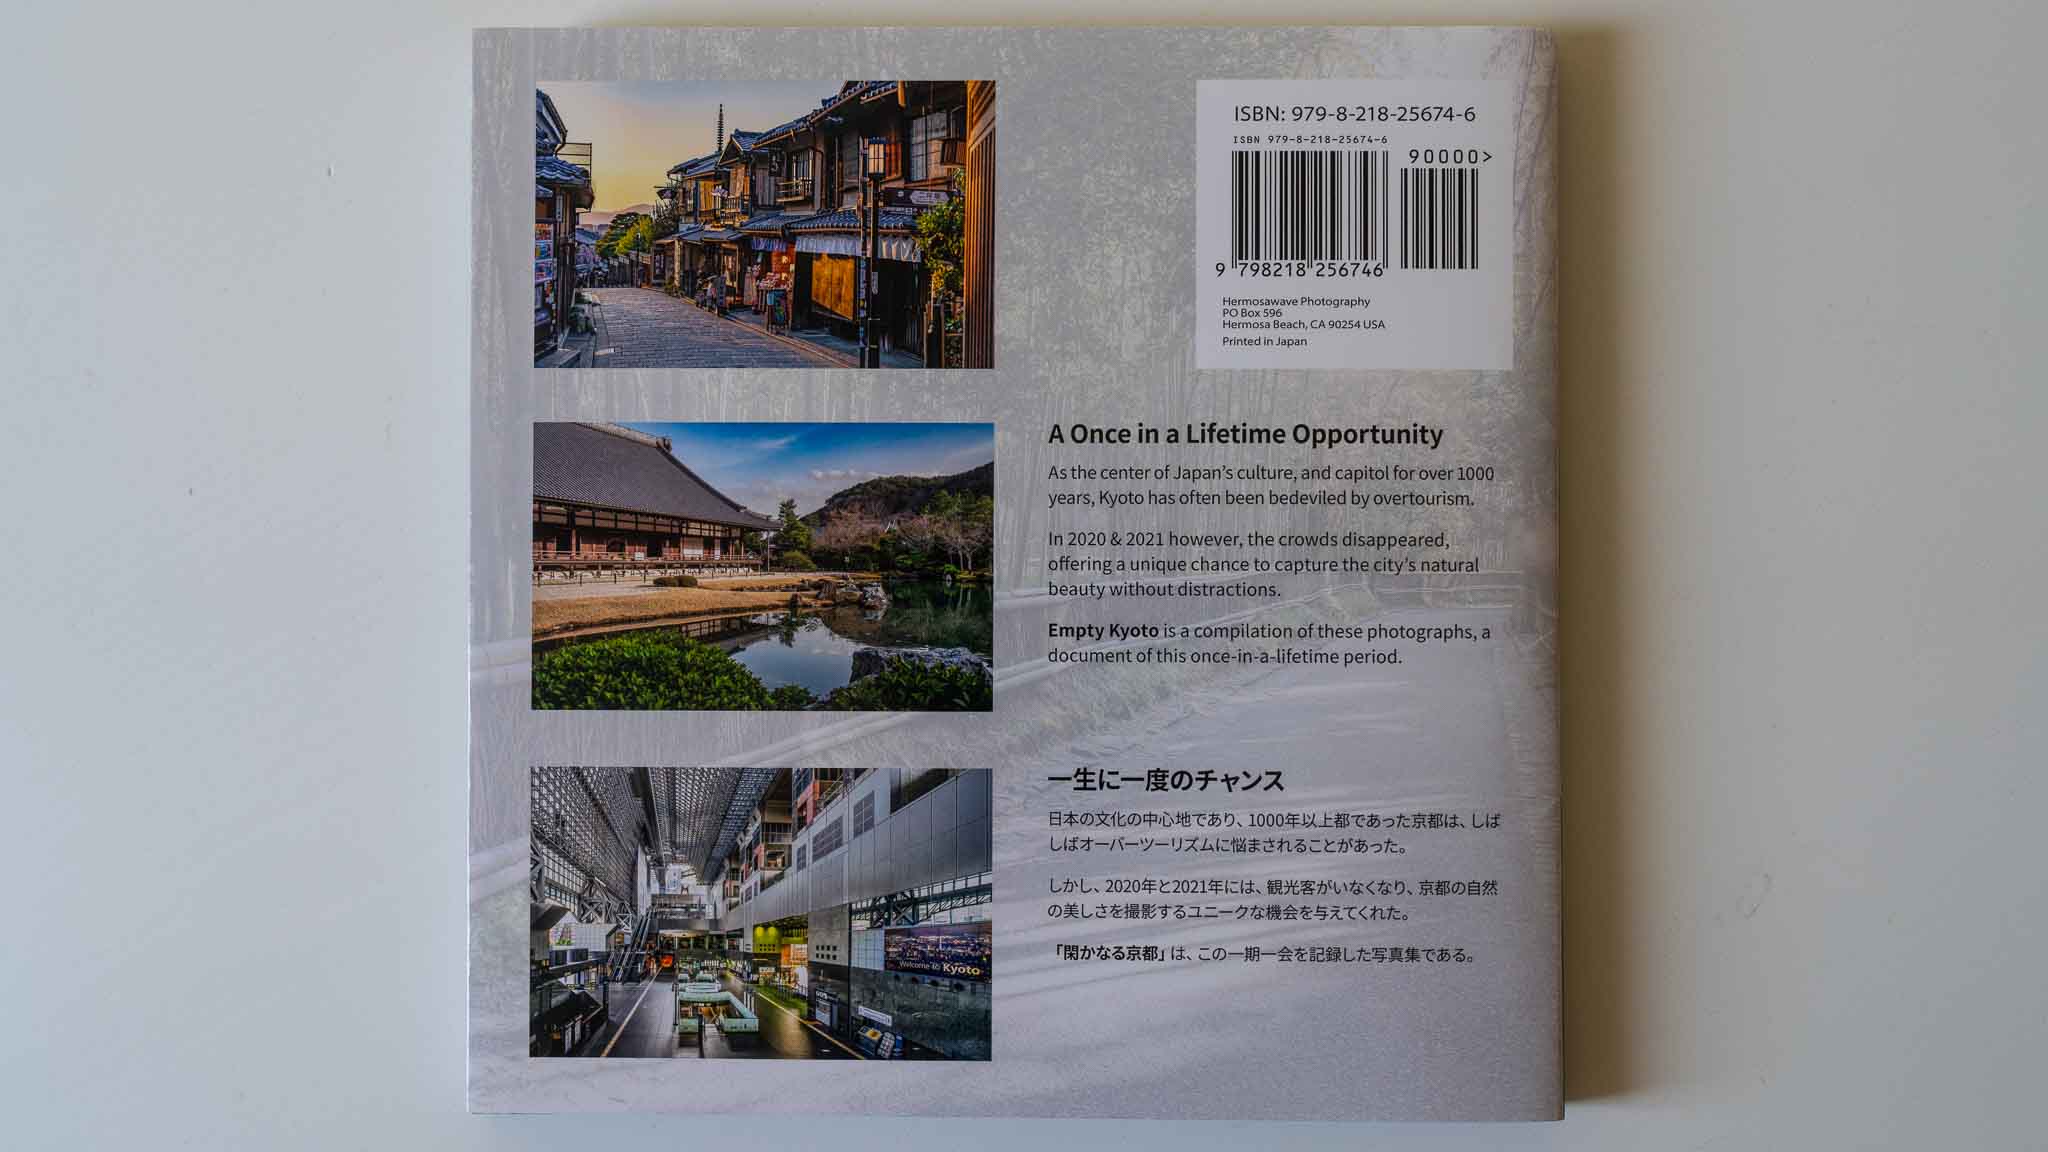 ISBN: 979-8-218-25674-6
ISBN 979-8-218-25674-6
90000>
9 798218 256746
Hermosawave Photography
PO Box 596
Hermosa Beach, CA 90254 USA
Printed in Japan
A Once in a Lifetime Opportunity
As the center of Japan's culture, and capitol for over 1000
years, Kyoto has often been bedeviled by overtourism.
In 2020 & 2021 however, the crowds disappeared,
offering a unique chance to capture the city's natural
beauty without distractions.
Empty Kyoto is a compilation of these photographs, a
document of this once-in-a-lifetime period.
Welcome to Kyoto
一生に一度のチャンス
日本の文化の中心地であり、1000年以上都であった京都は、しば
しばオーバーツーリズムに悩まされることがあった。
しかし、2020年と2021年には、観光客がいなくなり、京都の自然
の美しさを撮影するユニークな機会を与えてくれた。
「閑かなる京都」は、この一期一会を記録した写真集である。